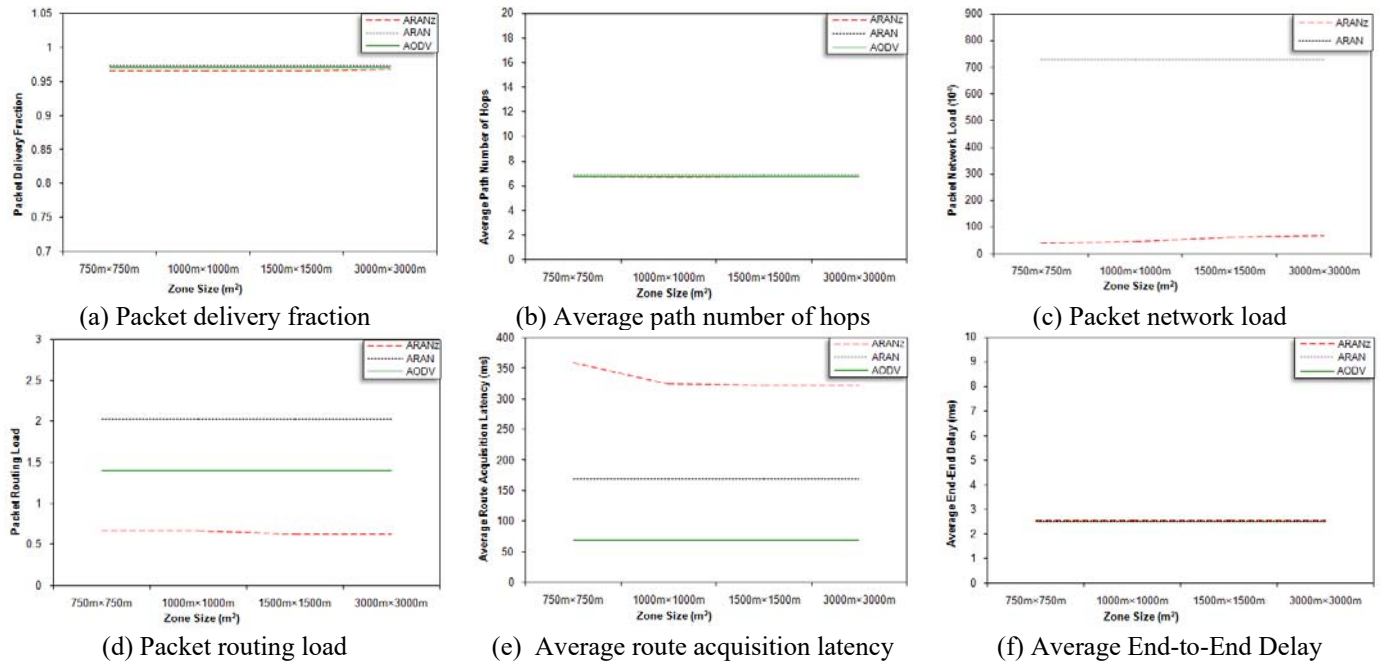 1.05
1
0.95
0.9
0.85
0.8
0.75
0.7
Packet Delivery Fraction
ARANz
ARAN
AODV
750m×750m 1000m×1000m 1500m×1500m 3000m×3000m
Zone Size (m²)
(a) Packet delivery fraction
20
18
16
14
12
10
8
6
4
2
0
Average Path Number of Hops
ARANz
ARAN
AODV
750m×750m 1000m×1000m 1500m×1500m 3000m×3000m
Zone Size (m²)
(b) Average path number of hops
900
800
700
600
500
400
300
200
100
0
ARANz
ARAN
750m×750m 1000m×1000m 1500m×1500m 3000m×3000m
Zone Size (m²)
(c) Packet network load
3
2.5
2
1.5
1
0.5
0
Packet Routing Load
ARANz
ARAN
AODV
750m×750m 1000m×1000m 1500m×1500m 3000m×3000m
Zone Size (m²)
(d) Packet routing load
400
350
300
250
200
150
100
50
0
Average Route Acquisition Latency (ms)
ARANz
ARAN
AODV
750m×750m 1000m×1000m 1500m×1500m 3000m×3000m
Zone Size (m²)
(e) Average route acquisition latency
10
9
8
7
6
5
4
3
2
1
0
Average End-End Delay (ms)
ARANz
ARAN
AODV
750m×750m 1000m×1000m 1500m×1500m 3000m×3000m
Zone Size (m²)
(f) Average End-to-End Delay